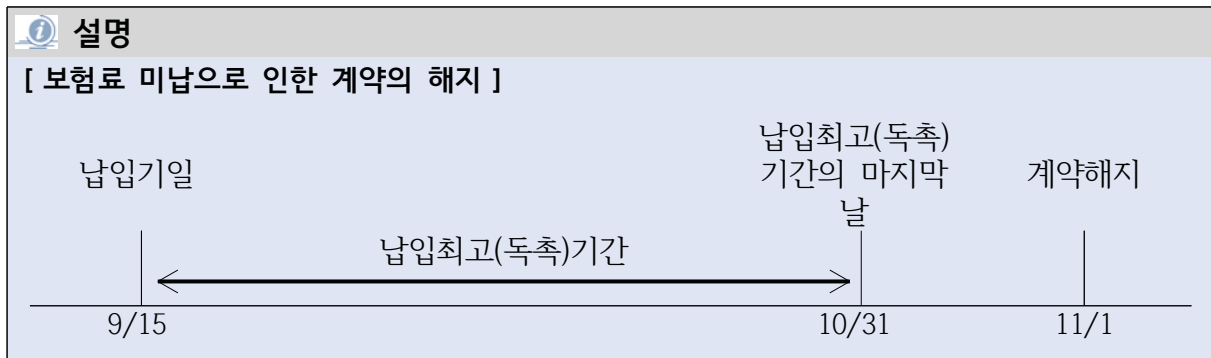 설명
[ 보험료 미납으로 인한 계약의 해지 ]
납입기일
납입최고(독촉)
기간의 마지막
날
계약해지
납입최고(독촉)기간
9/15
10/31
11/1